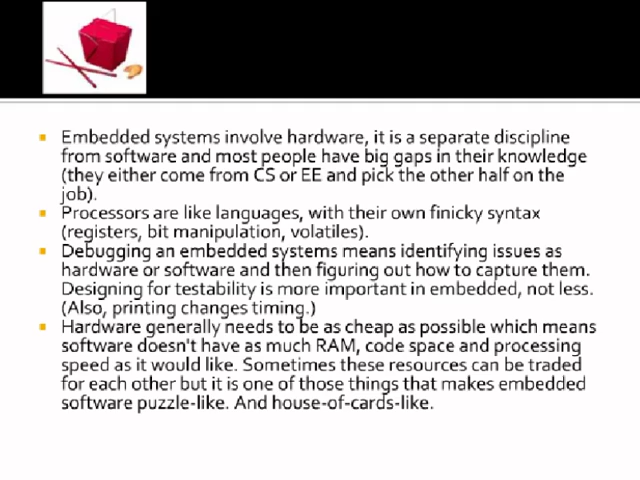 Embedded systems involve hardware, it is a separate discipline
from software and most people have big gaps in their knowledge
(they either come from CS or EE and pick the other half on the
job).
Processors are like languages, with their own finicky syntax
(registers, bit manipulation, volatiles).
Debugging an embedded systems means identifying issues as
hardware or software and then figuring out how to capture them.
Designing for testability is more important in embedded, not less.
(Also, printing changes timing.)
Hardware generally needs to be as cheap as possible which means
software doesn't have as much RAM, code space and processing
speed as it would like. Sometimes these resources can be traded
for each other but it is one of those things that makes embedded
software puzzle-like. And house-of-cards-like.